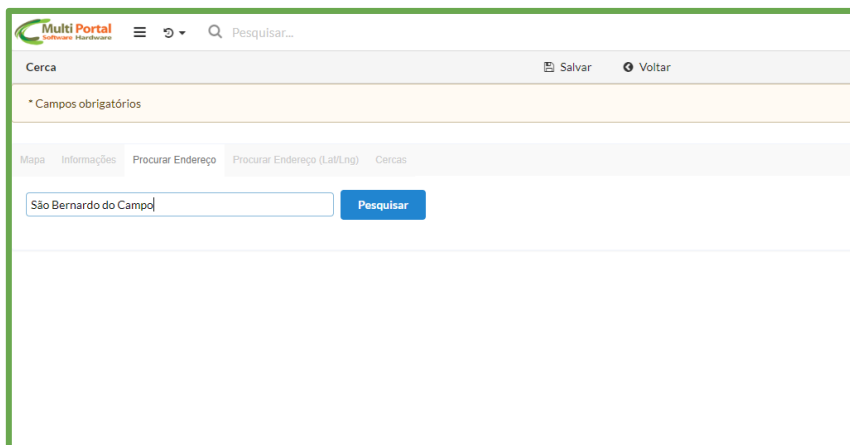 Multi Portal
Software Hardware
Pesquisar...
Cerca
Salvar
Voltar
* Campos obrigatórios
Mapa Informações Procurar Endereço Procurar Endereço (Lat/Lng) Cercas
São Bernardo do Campo
Pesquisar